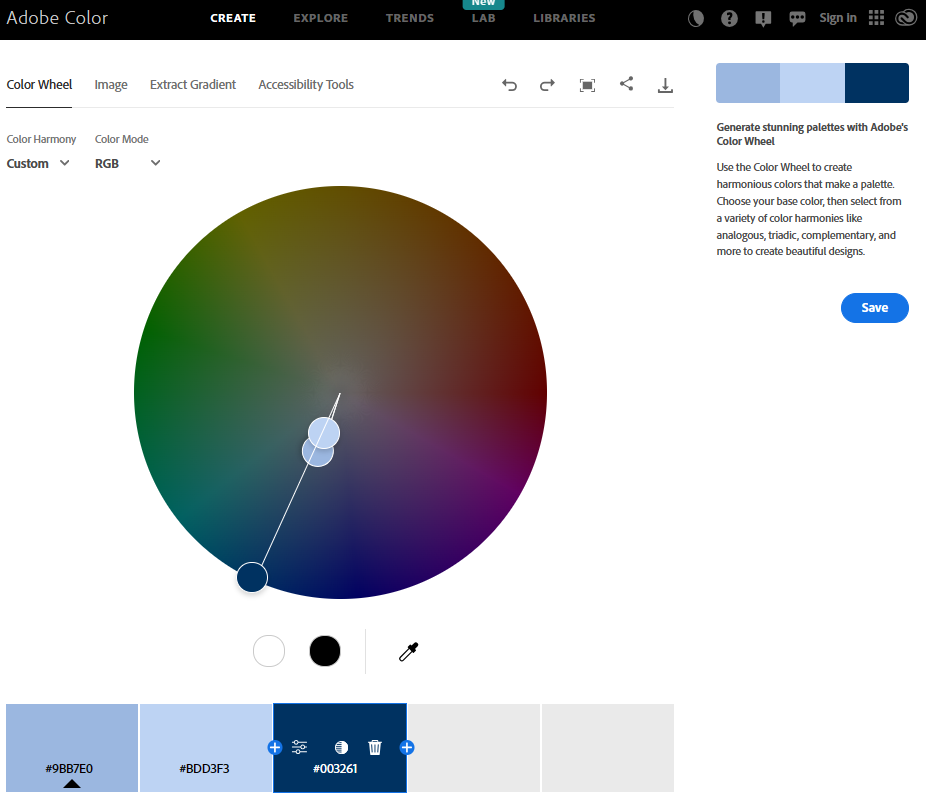 Adobe Color
CREATE
EXPLORE
TRENDS
New
LAB
LIBRARIES
Sign in
Color Wheel
Image
Extract Gradient
Accessibility Tools
Color Harmony
Color Mode
Custom
RGB
Generate stunning palettes with Adobe's
Color Wheel
Use the Color Wheel to create
harmonious colors that make a palette.
Choose your base color, then select from
a variety of color harmonies like
analogous, triadic, complementary, and
more to create beautiful designs.
Save
#9BB7E0
#BDD3F3
#003261